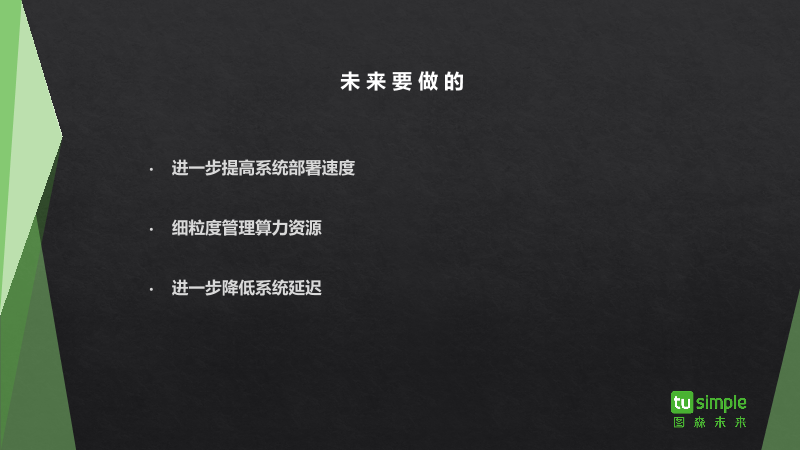 未来要做的
· 进一步提高系统部署速度
· 细粒度管理算力资源
· 进一步降低系统延迟
tu simple
图森未来